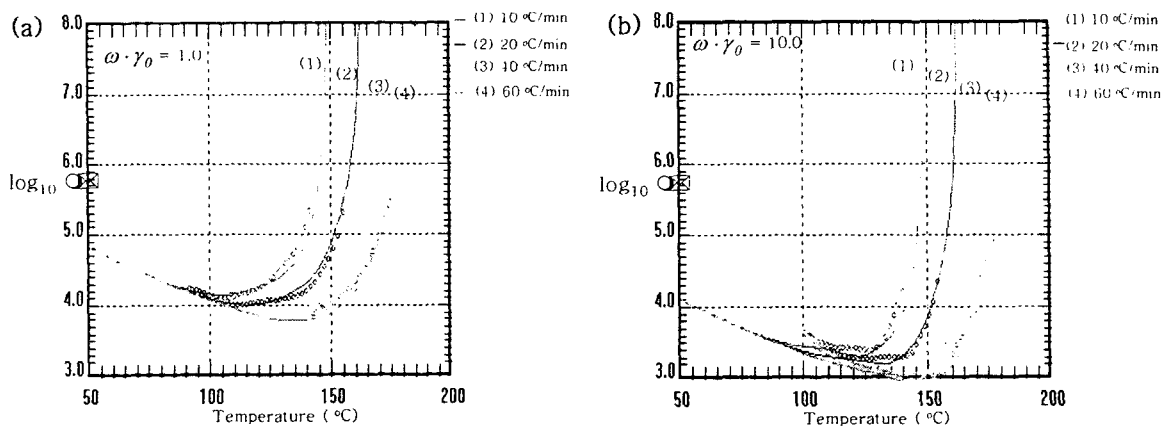 (a)
ω · γ₀ = 1.0
8.0
7.0
6.0
5.0
4.0
3.0
log₁₀
50
100
150
200
Temperature ( °C)
(1)
(2)
(3)
(4)
(1) 10 °C/min
(2) 20 °C/min
(3) 40 °C/min
(4) 60 °C/min
(b)
ω · γ₀ = 10.0
8.0
7.0
6.0
5.0
4.0
3.0
log₁₀
50
100
150
200
Temperature ( °C)
(1)
(2)
(3)
(4)
(1) 10 °C/min
(2) 20 °C/min
(3) 40 °C/min
(4) 60 °C/min